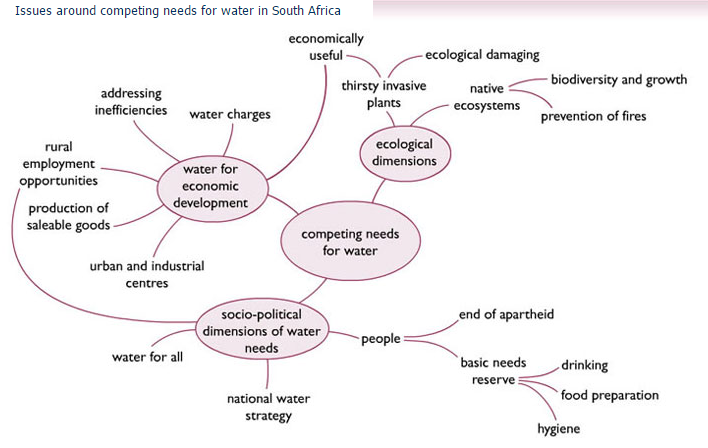 Issues around competing needs for water in South Africa
economically
useful
ecological damaging
thirsty invasive
plants
native
ecosystems
biodiversity and growth
prevention of fires
ecological
dimensions
addressing
inefficiencies
water charges
rural
employment
opportunities
water for
economic
development
production of
saleable goods
urban and industrial
centres
competing needs
for water
socio-political
dimensions of water
needs
water for all
national water
strategy
people
end of apartheid
basic needs
reserve
drinking
food preparation
hygiene